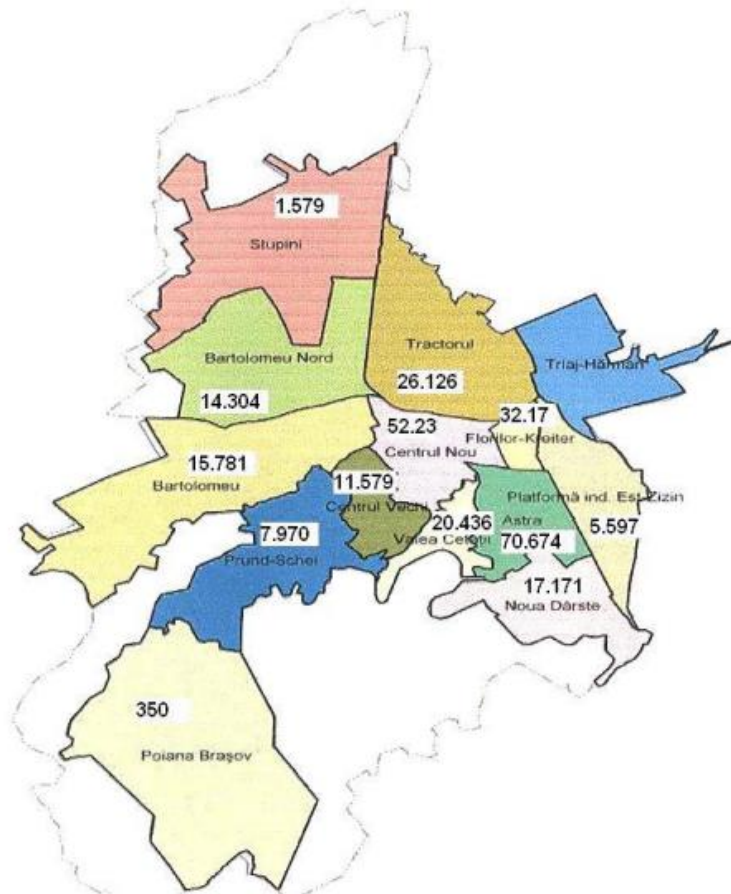 1.579
Stupini
Bartolomeu Nord
14.304
Tractorul
26.126
Triaj-Hărman
32.17
Florilor-Kreiter
52.23
Centrul Nou
15.781
Bartolomeu
11.579
Centrul Vechi
Platformă ind. Est-Zizin
5.597
7.970
Prund-Schei
20.436
Valea Cetății
Astra
70.674
17.171
Noua Dârste
350
Poiana Brașov